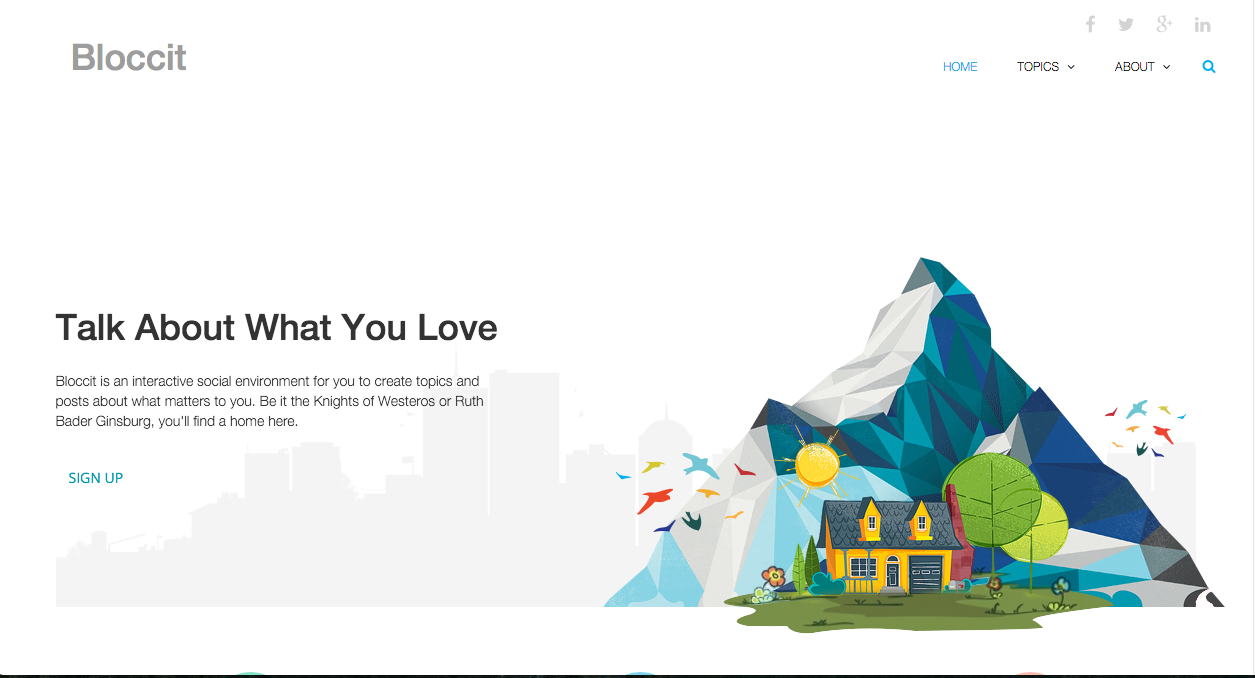 Bloccit
HOME TOPICS ABOUT
Talk About What You Love
Bloccit is an interactive social environment for you to create topics and
posts about what matters to you. Be it the Knights of Westeros or Ruth
Bader Ginsburg, you'll find a home here.
SIGN UP